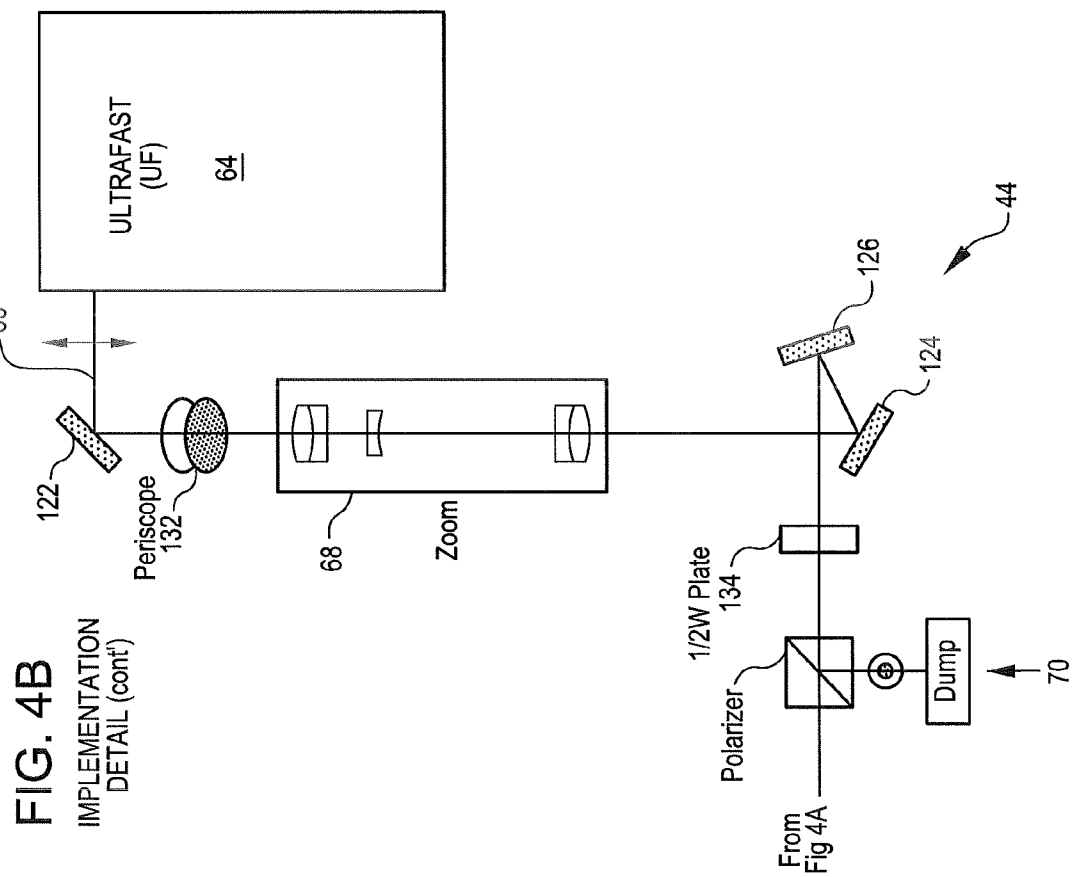 FIG. 4B
IMPLEMENTATION
DETAIL (cont')
ULTRAFAST
(UF)
64
122
Periscope
132
68
Zoom
126
124
44
1/2W Plate
134
Polarizer
Dump
70
From
Fig 4A